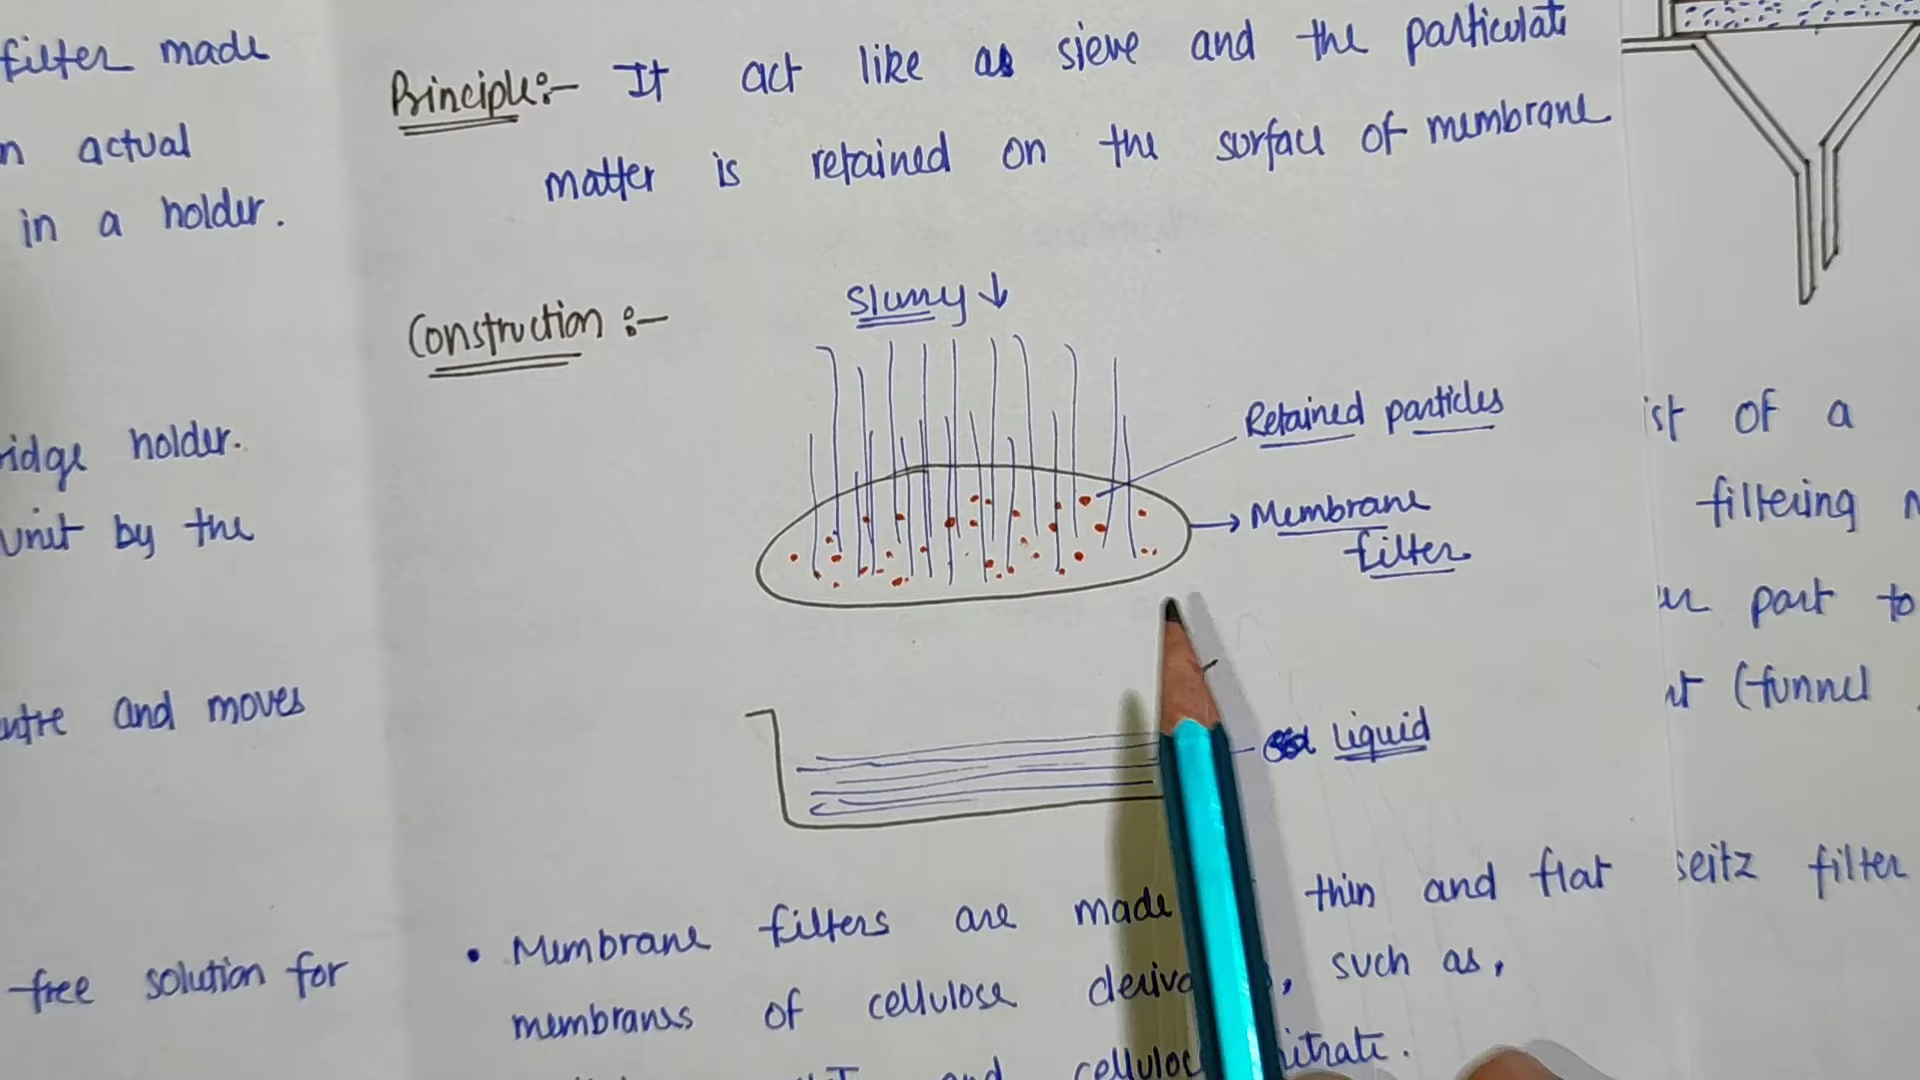 filter made
actual
in a holder.
holder.
unit by the
and moves
free solution for
Principle:- It act like as sieve and the particulate
matter is retained on the surface of membrane
Construction :-
Slurry ↓
Retained particles
Membrane
filter
Liquid
• Membrane filters are made thin and flat
membranes of cellulose such as,
and
of a
filtering
part to
(funnel
seitz filter